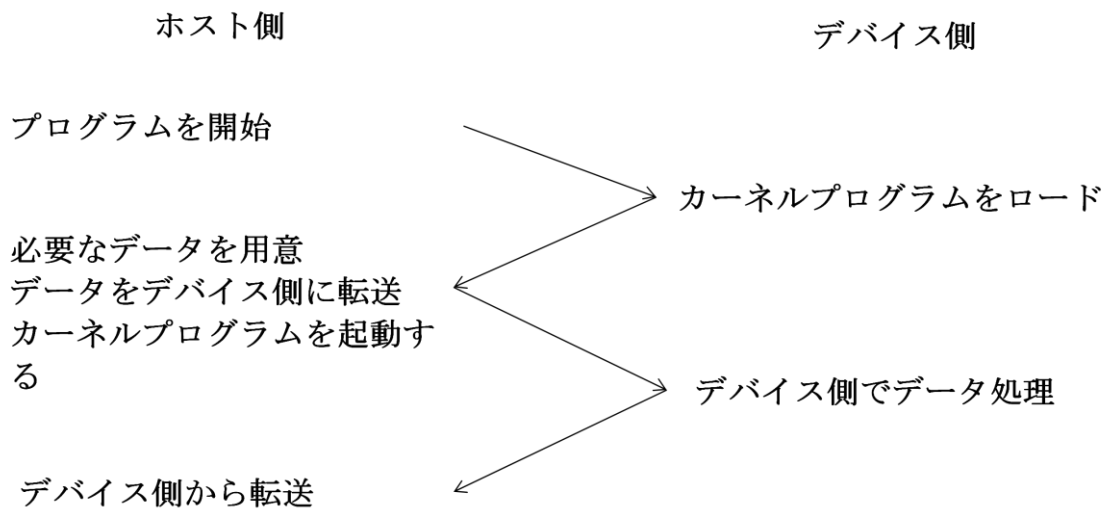 ホスト側
デバイス側
プログラムを開始
カーネルプログラムをロード
必要なデータを用意
データをデバイス側に転送
カーネルプログラムを起動す
る
デバイス側でデータ処理
デバイス側から転送